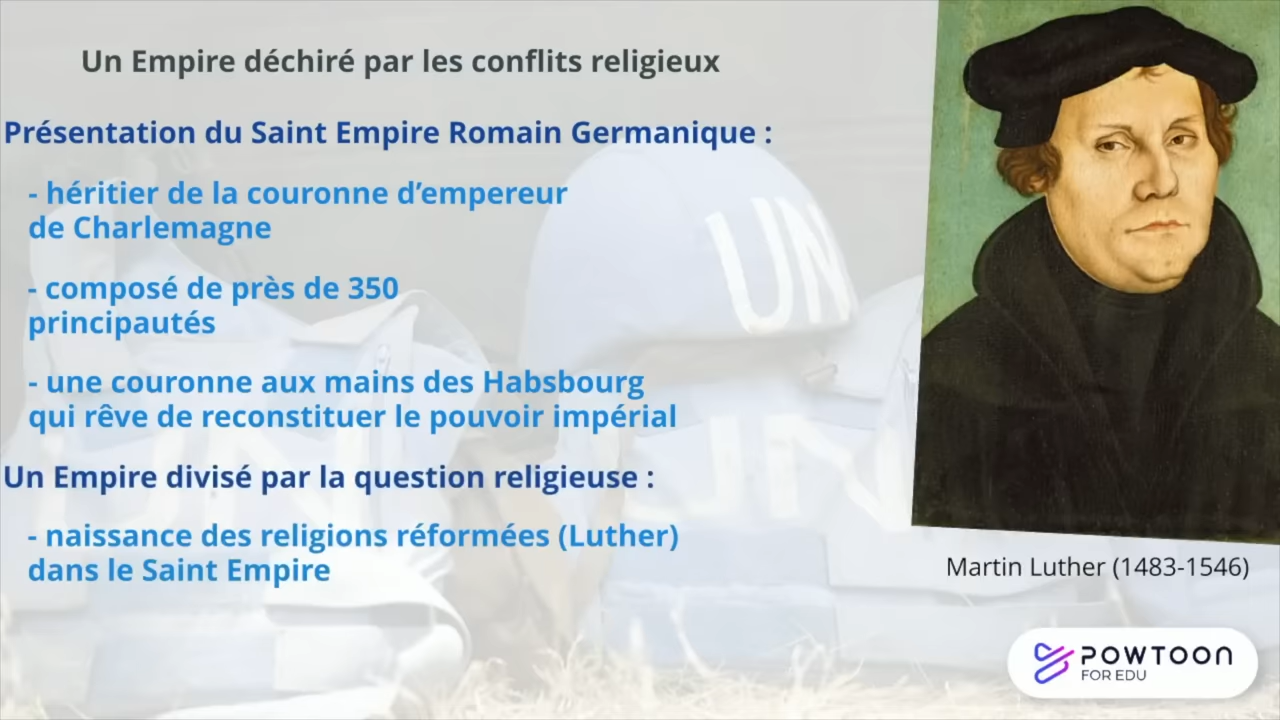 Un Empire déchiré par les conflits religieux
Présentation du Saint Empire Romain Germanique :
- héritier de la couronne d’empereur
de Charlemagne
- composé de près de 350
principautés
- une couronne aux mains des Habsbourg
qui rêve de reconstituer le pouvoir impérial
Un Empire divisé par la question religieuse :
- naissance des religions réformées (Luther)
dans le Saint Empire
UN
UN
UN
Martin Luther (1483-1546)
POWTOON
FOR EDU